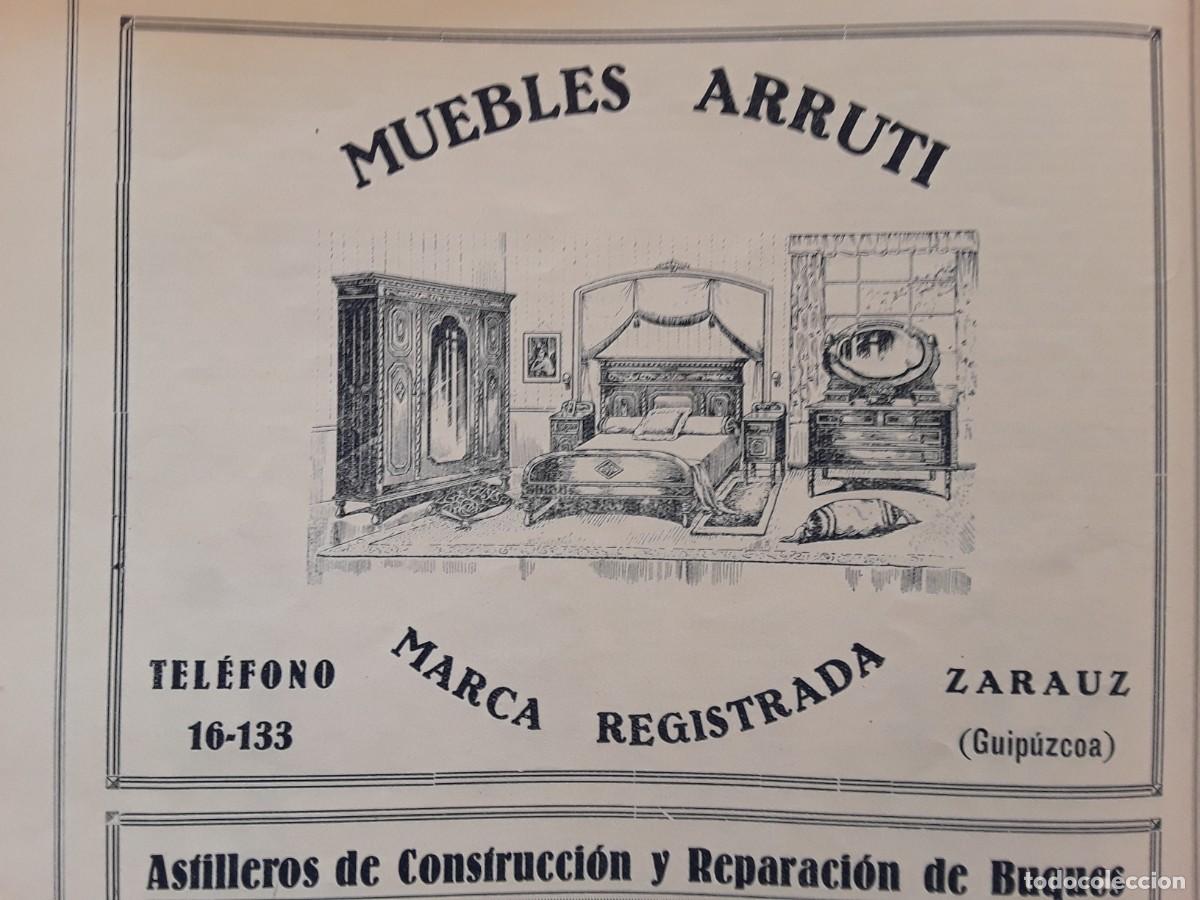 MUEBLES ARRUTI
MARCA REGISTRADA
TELÉFONO
16-133
ZARAUZ
(Guipúzcoa)
Astilleros de Construcción y Reparación de Buques
todocoleccion